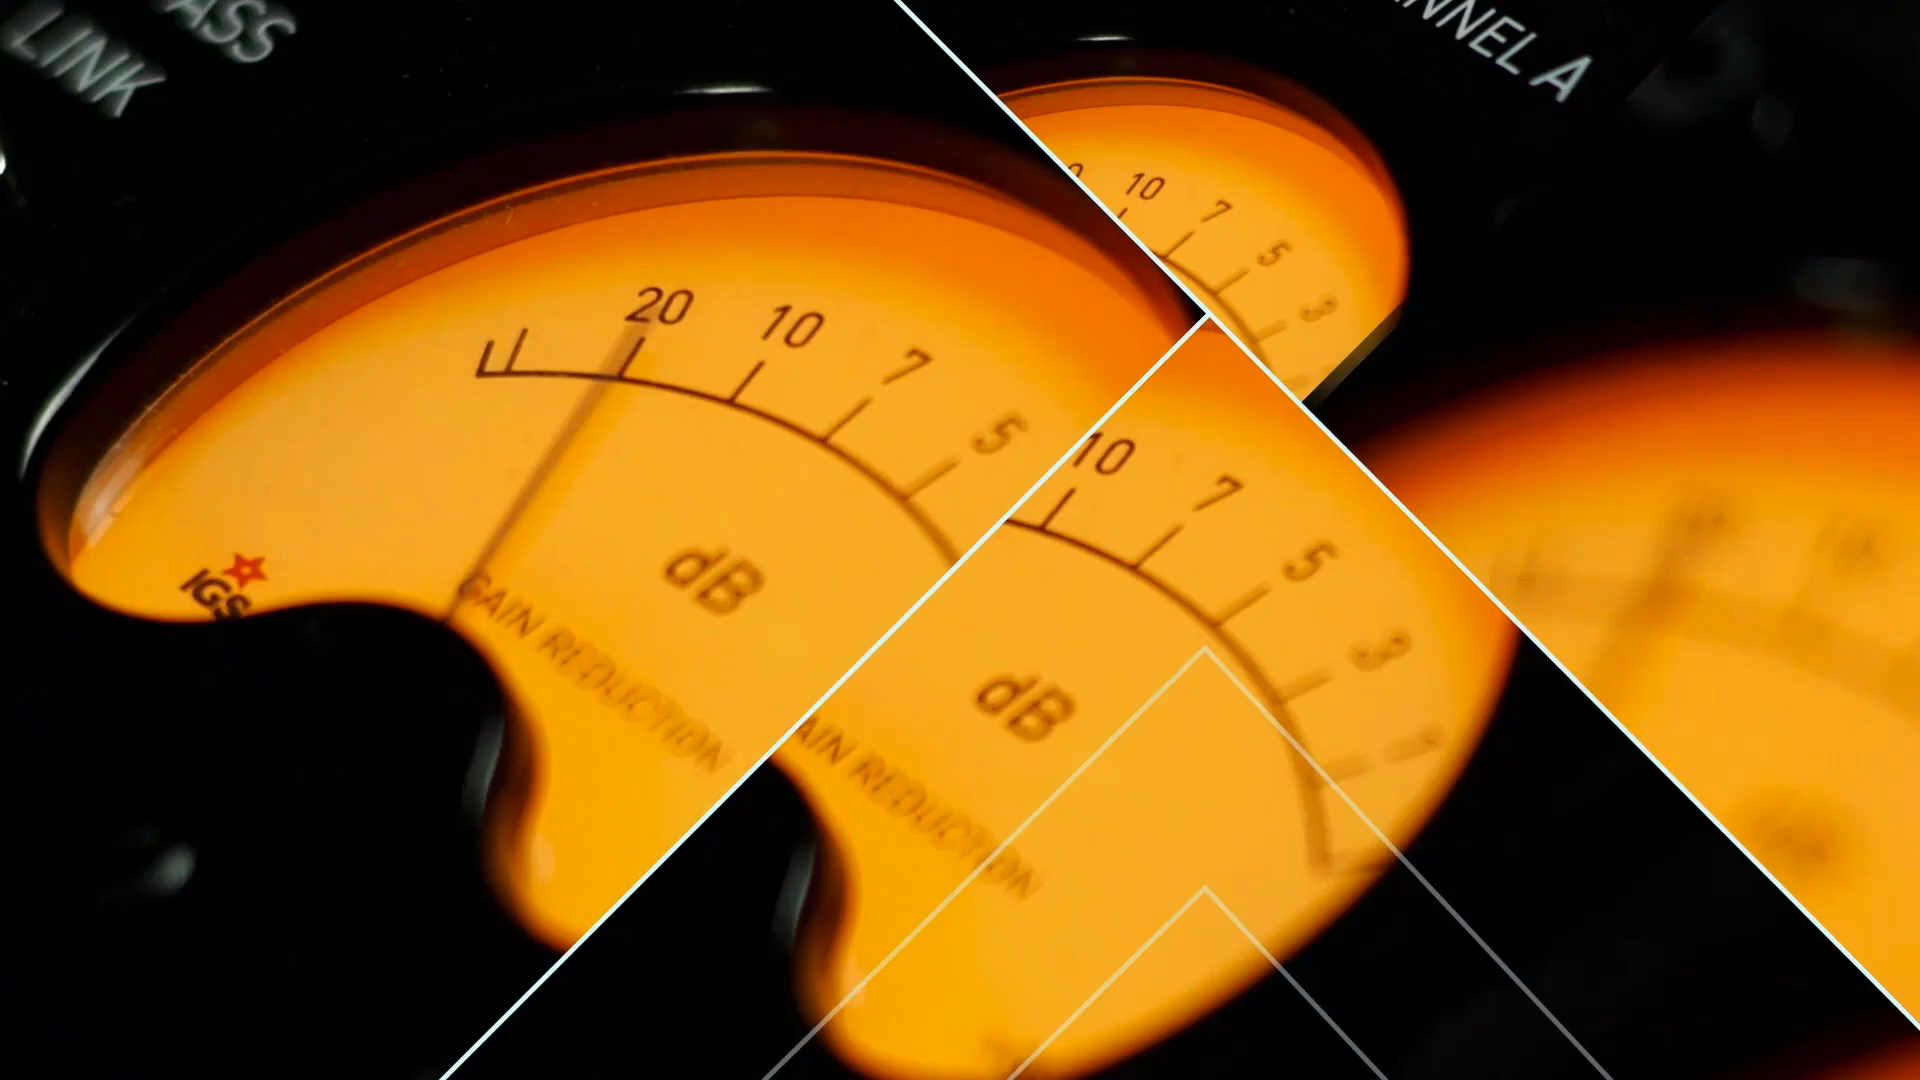 ASS
LINK
20 10 7 5
dB
GAIN REDUCTION
IGS
NNEL A
10 7 5 3
10 7 5 3
dB
AIN REDUCTION